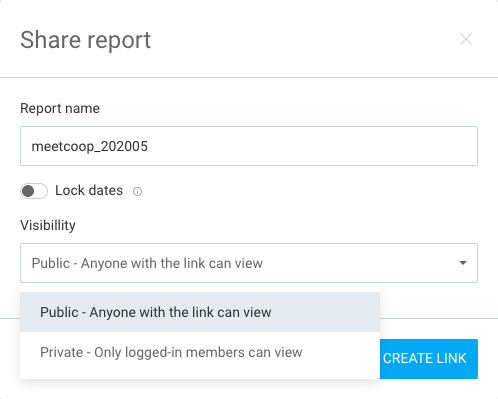 Share report
Report name
meetcoop_202005
Lock dates
Visibillity
Public - Anyone with the link can view
Public - Anyone with the link can view
Private - Only logged-in members can view
CREATE LINK